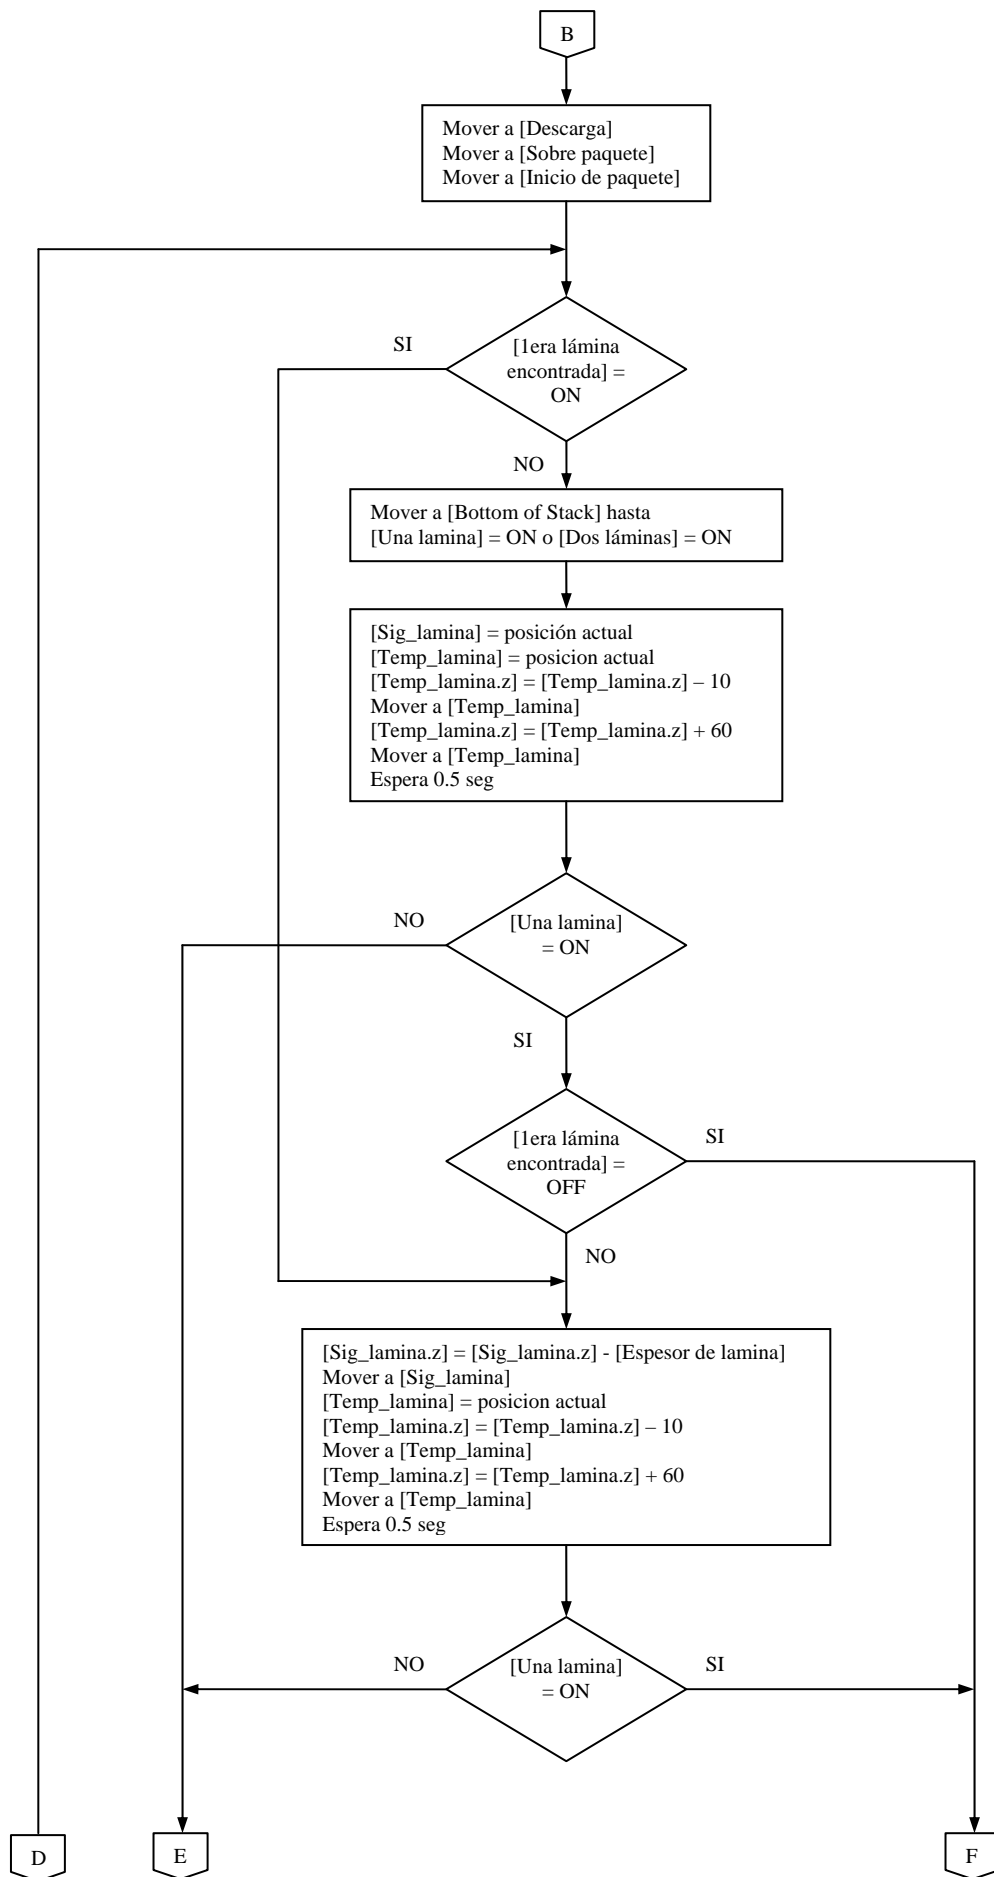 B
Mover a [Descarga]
Mover a [Sobre paquete]
Mover a [Inicio de paquete]
SI
[1era lámina
encontrada] =
ON
NO
Mover a [Bottom of Stack] hasta
[Una lamina] = ON o [Dos láminas] = ON
[Sig_lamina] = posición actual
[Temp_lamina] = posicion actual
[Temp_lamina.z] = [Temp_lamina.z] – 10
Mover a [Temp_lamina]
[Temp_lamina.z] = [Temp_lamina.z] + 60
Mover a [Temp_lamina]
Espera 0.5 seg
NO
[Una lamina]
= ON
SI
[1era lámina
encontrada] =
OFF
SI
NO
[Sig_lamina.z] = [Sig_lamina.z] - [Espesor de lamina]
Mover a [Sig_lamina]
[Temp_lamina] = posicion actual
[Temp_lamina.z] = [Temp_lamina.z] – 10
Mover a [Temp_lamina]
[Temp_lamina.z] = [Temp_lamina.z] + 60
Mover a [Temp_lamina]
Espera 0.5 seg
NO
[Una lamina]
= ON
SI
D
E
F